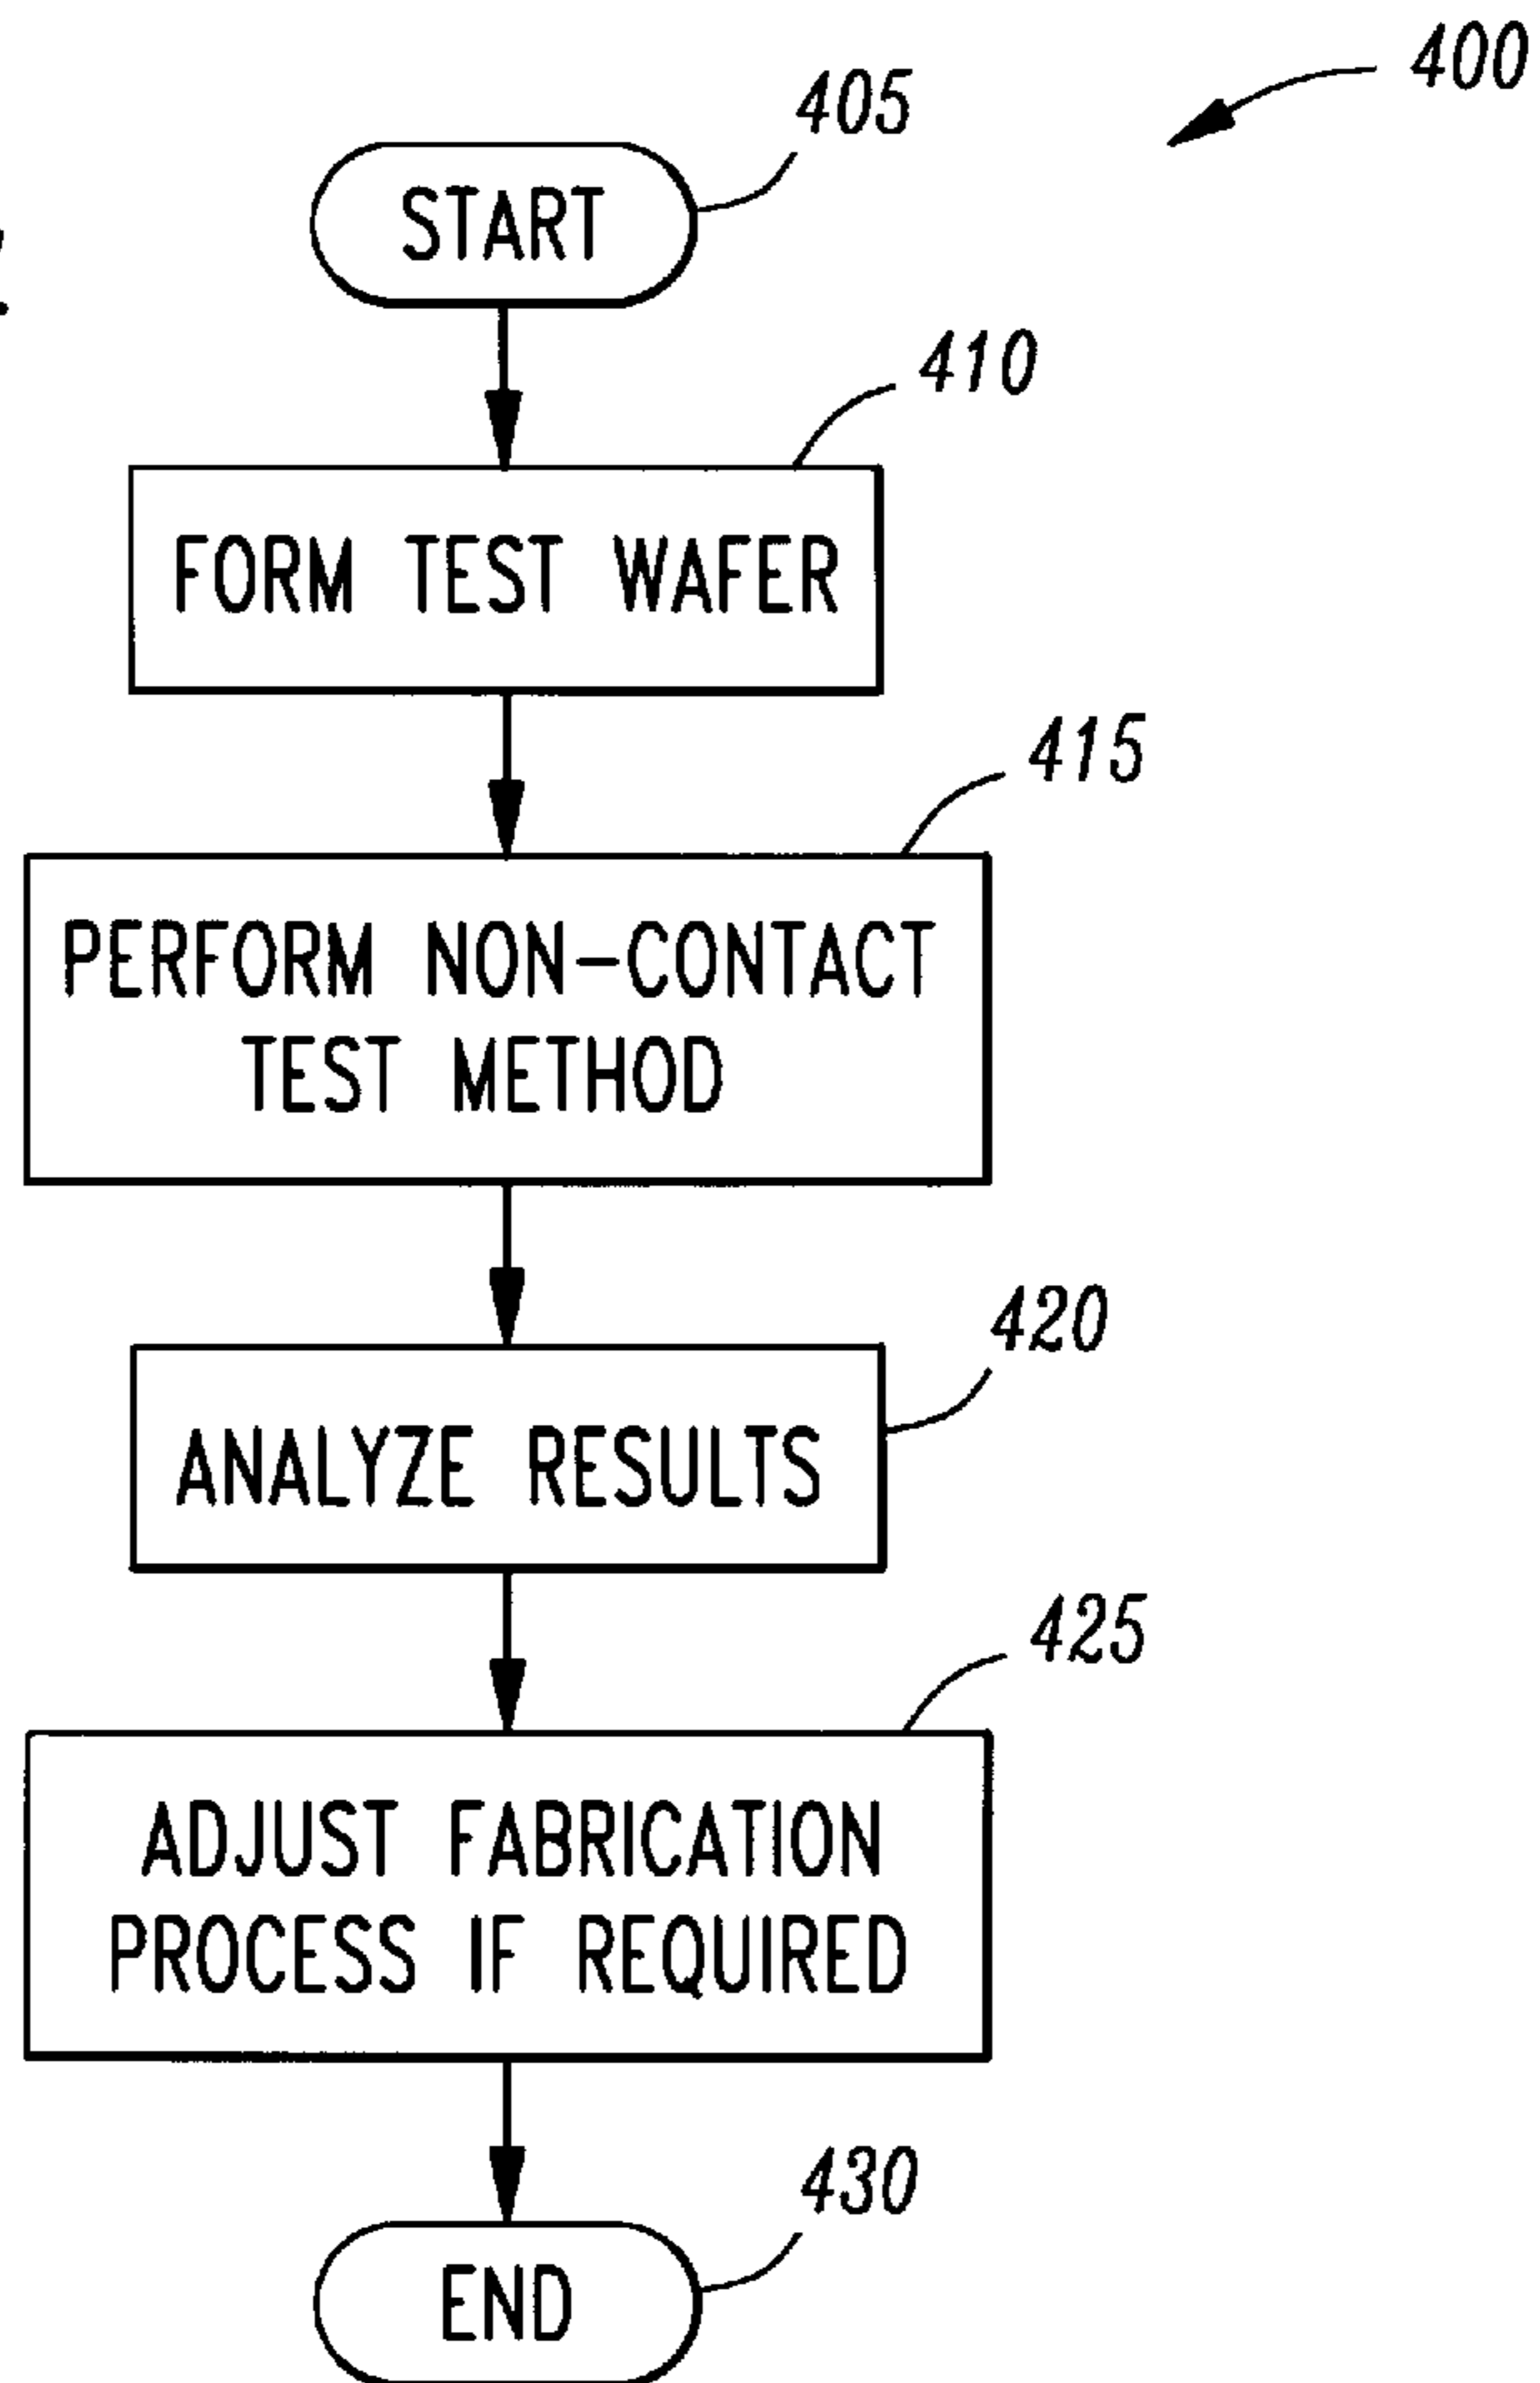 400
405
START
410
FORM TEST WAFER
415
PERFORM NON-CONTACT
TEST METHOD
420
ANALYZE RESULTS
425
ADJUST FABRICATION
PROCESS IF REQUIRED
430
END